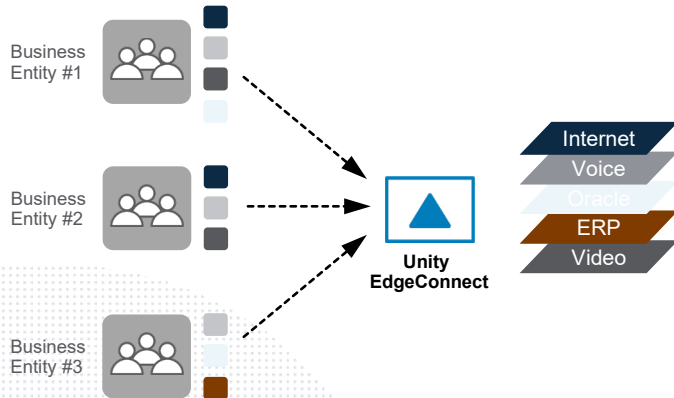 Business
Entity #1
Business
Entity #2
Business
Entity #3
Unity
EdgeConnect
Internet
Voice
Oracle
ERP
Video